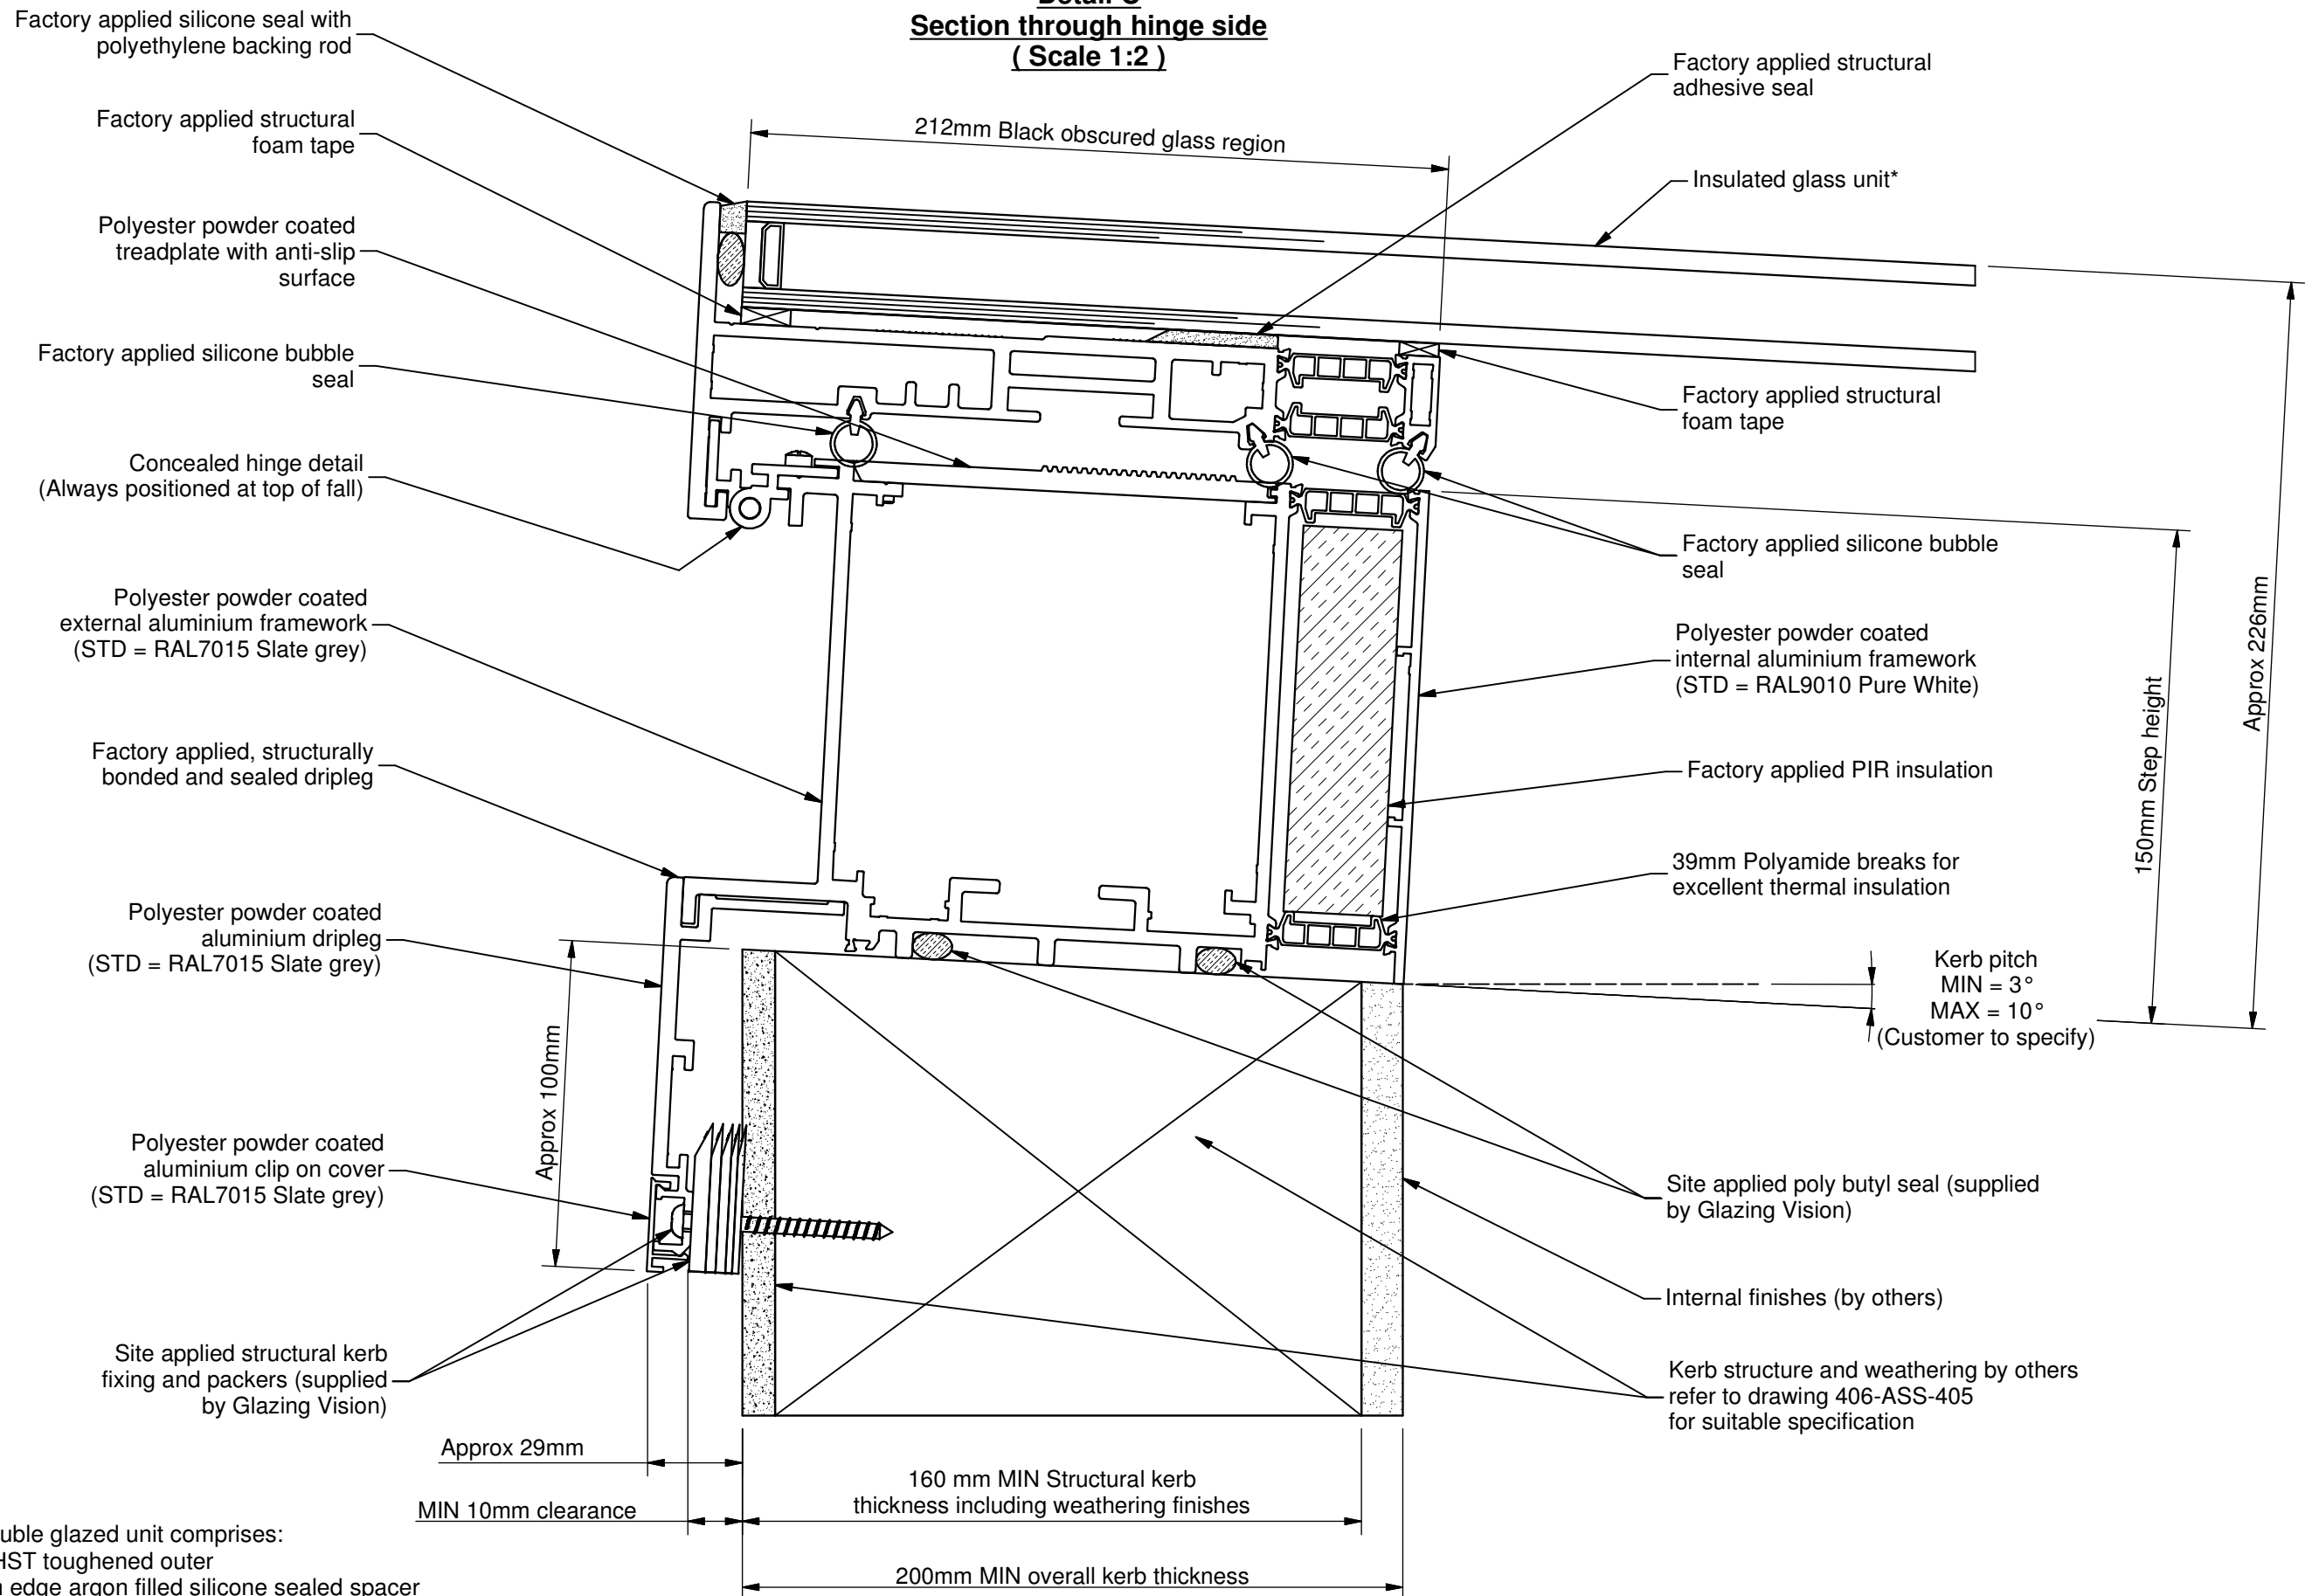 Section through hinge side
( Scale 1:2 )
Factory applied silicone seal with
polyethylene backing rod
Factory applied structural
foam tape
Polyester powder coated
treadplate with anti-slip
surface
Factory applied silicone bubble
seal
Concealed hinge detail
(Always positioned at top of fall)
Polyester powder coated
external aluminium framework
(STD = RAL7015 Slate grey)
Factory applied, structurally
bonded and sealed dripleg
Polyester powder coated
aluminium dripleg
(STD = RAL7015 Slate grey)
Approx 100mm
Polyester powder coated
aluminium clip on cover
(STD = RAL7015 Slate grey)
Site applied structural kerb
fixing and packers (supplied
by Glazing Vision)
212mm Black obscured glass region
Factory applied structural
adhesive seal
Insulated glass unit*
Factory applied structural
foam tape
Factory applied silicone bubble
seal
Polyester powder coated
internal aluminium framework
(STD = RAL9010 Pure White)
Factory applied PIR insulation
39mm Polyamide breaks for
excellent thermal insulation
150mm Step height
Approx 226mm
Kerb pitch
MIN = 3°
MAX = 10°
(Customer to specify)
Site applied poly butyl seal (supplied
by Glazing Vision)
Internal finishes (by others)
Kerb structure and weathering by others
refer to drawing 406-ASS-405
for suitable specification
Approx 29mm
MIN 10mm clearance
160 mm MIN Structural kerb
thickness including weathering finishes
200mm MIN overall kerb thickness
glazed unit comprises:
toughened outer
edge argon filled silicone sealed spacer